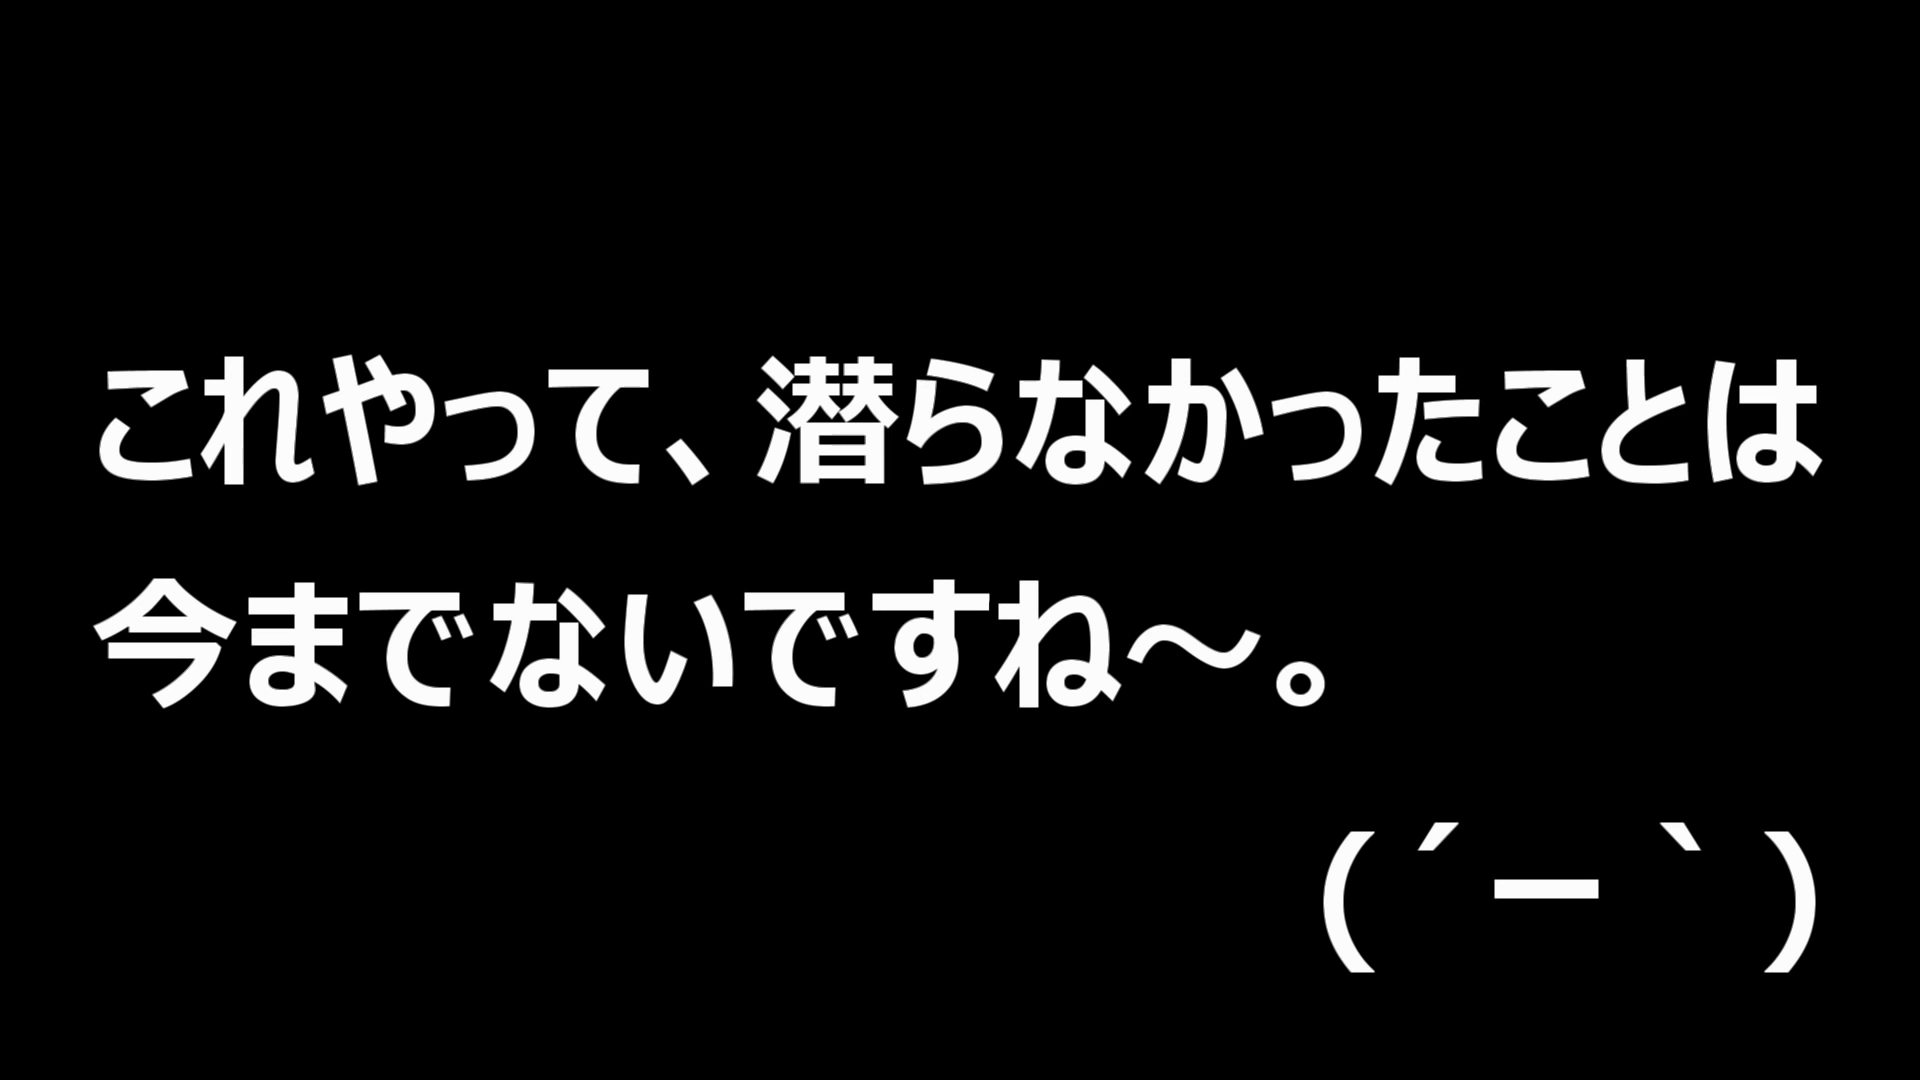 これやって、潜らなかったことは
今までないですね～。
(´－｀)